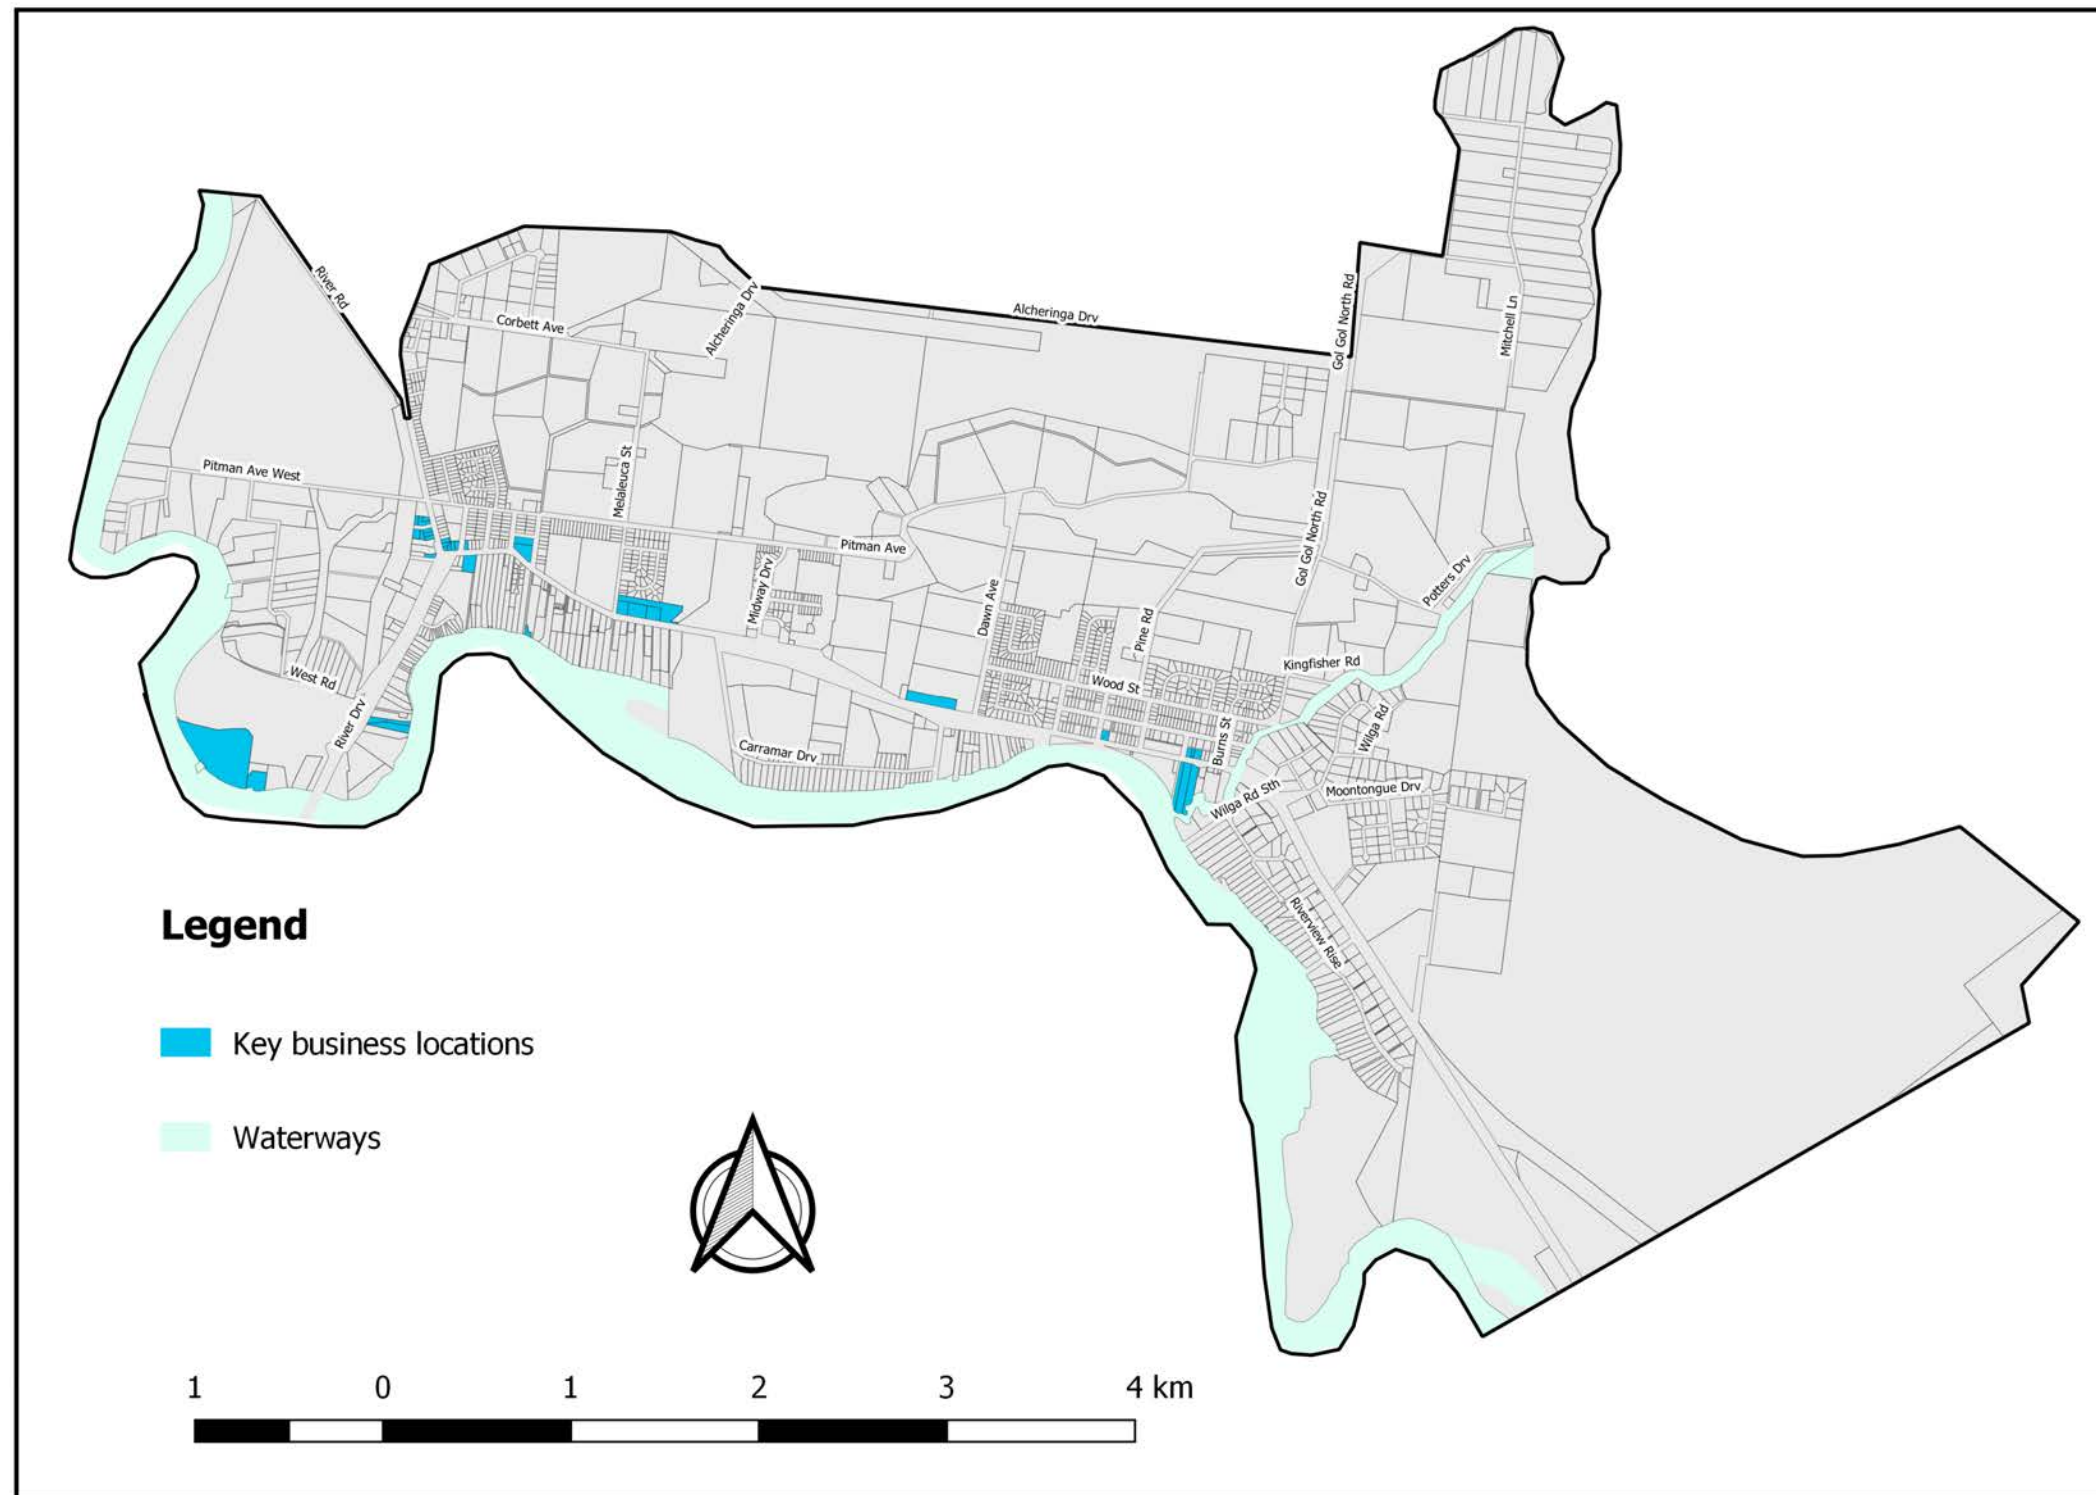 River Rd
Corbett Ave
Alcheringa Drv
Alcheringa Drv
Gol Gol North Rd
Mitchell Ln
Pitman Ave West
Melaleuca St
Pitman Ave
Gol Gol North Rd
Midway Drv
Dawn Ave
Pine Rd
Potters Drv
Kingfisher Rd
West Rd
River Drv
Wood St
Burns St
Wilga Rd
Carramar Drv
Wilga Rd Sth
Moontongue Drv
Riverview Rise
Legend
Key business locations
Waterways
1 0 1 2 3 4 km